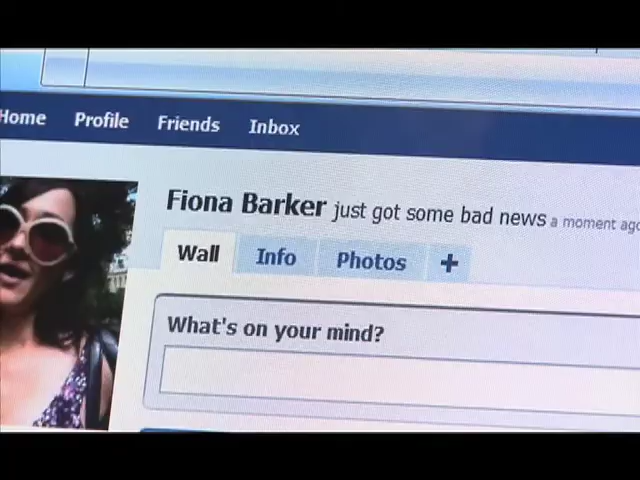 Home Profile Friends Inbox
Fiona Barker just got some bad news a moment ago
Wall Info Photos +
What's on your mind?